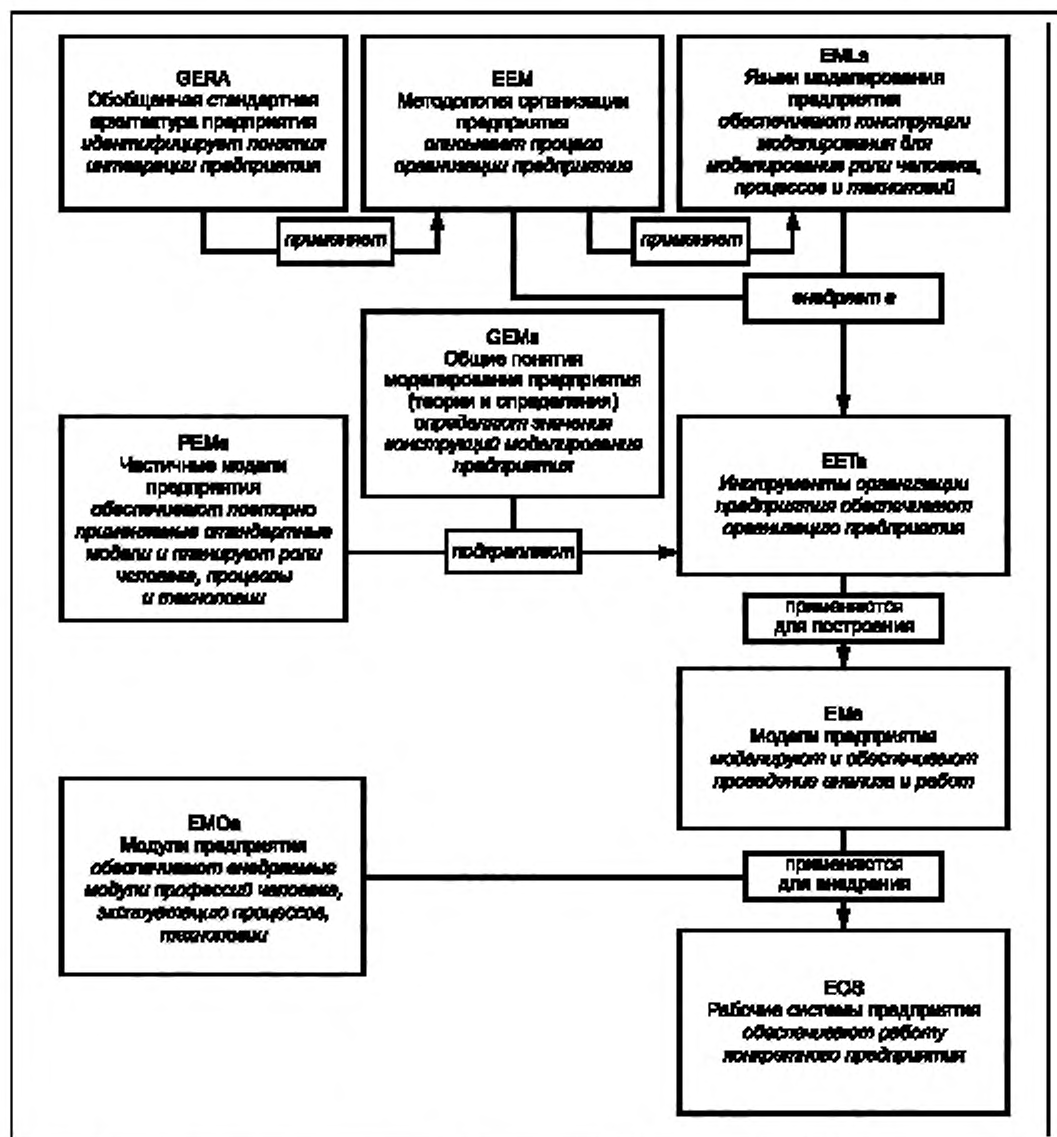 GERA
Обобщенная стандартная
архитектура предприятия
идентифицирует понятия
интеграции предприятия
EEM
Методология организации
предприятия
описывает процесс
организации предприятия
EMLs
Языки моделирования
предприятия
обеспечивают конструкции
моделирования для
моделирования роли человека,
процессов и технологий
применяет
применяет
внедряет в
GEMs
Общие понятия
моделирования предприятия
(теории и определения)
определяют значения
конструкций моделирования
предприятия
PEMs
Частичные модели
предприятия
обеспечивают повторно
применяемые стандартные
модели и планируют роли
человека, процессы
и технологии
подкрепляют
EETs
Инструменты организации
предприятия обеспечивают
организацию предприятия
применяются
для построения
EMs
Модели предприятия
моделируют и обеспечивают
проведение анализа и работ
EMOs
Модули предприятия
обеспечивают внедряемые
модули профессий человека,
эксплуатацию процессов,
технологии
применяются
для внедрения
EOS
Рабочие системы предприятия
обеспечивают работу
конкретного предприятия